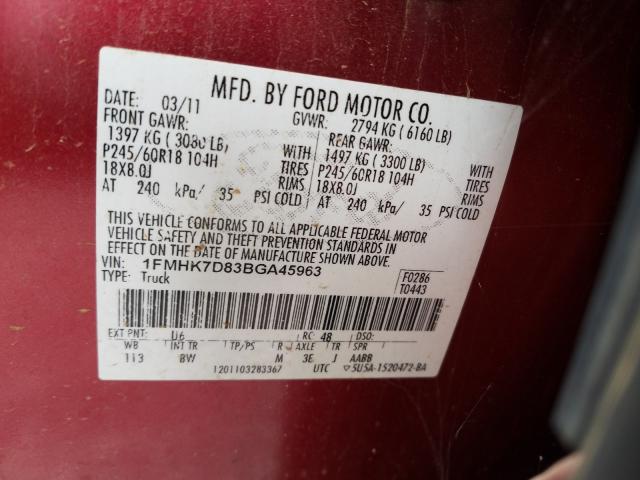 MFD. BY FORD MOTOR CO.
DATE: 03/11 GVWR: 2794 KG ( 6160 LB)
FRONT GAWR: REAR GAWR:
1397 KG ( 3080 LB) WITH 1497 KG ( 3300 LB) WITH
P245/60R18 104H TIRES P245/60R18 104H TIRES
18X8.0J RIMS 18X8.0J RIMS
AT 240 kPa/ 35 PSI COLD AT 240 kPa/ 35 PSI COLD
THIS VEHICLE CONFORMS TO ALL APPLICABLE FEDERAL MOTOR
VEHICLE SAFETY AND THEFT PREVENTION STANDARDS IN
EFFECT ON THE DATE OF MANUFACTURE SHOWN ABOVE.
VIN: 1FMHK7D83BGA45963
TYPE: Truck
F0286
T0443
EXT PNT: U6 RC: 48 DSO:
WB INT TR TP/PS R AXLE TR SPR
113 BW M 3E J AABB
1201103283367 UTC ▽5U5A-1520472-BA